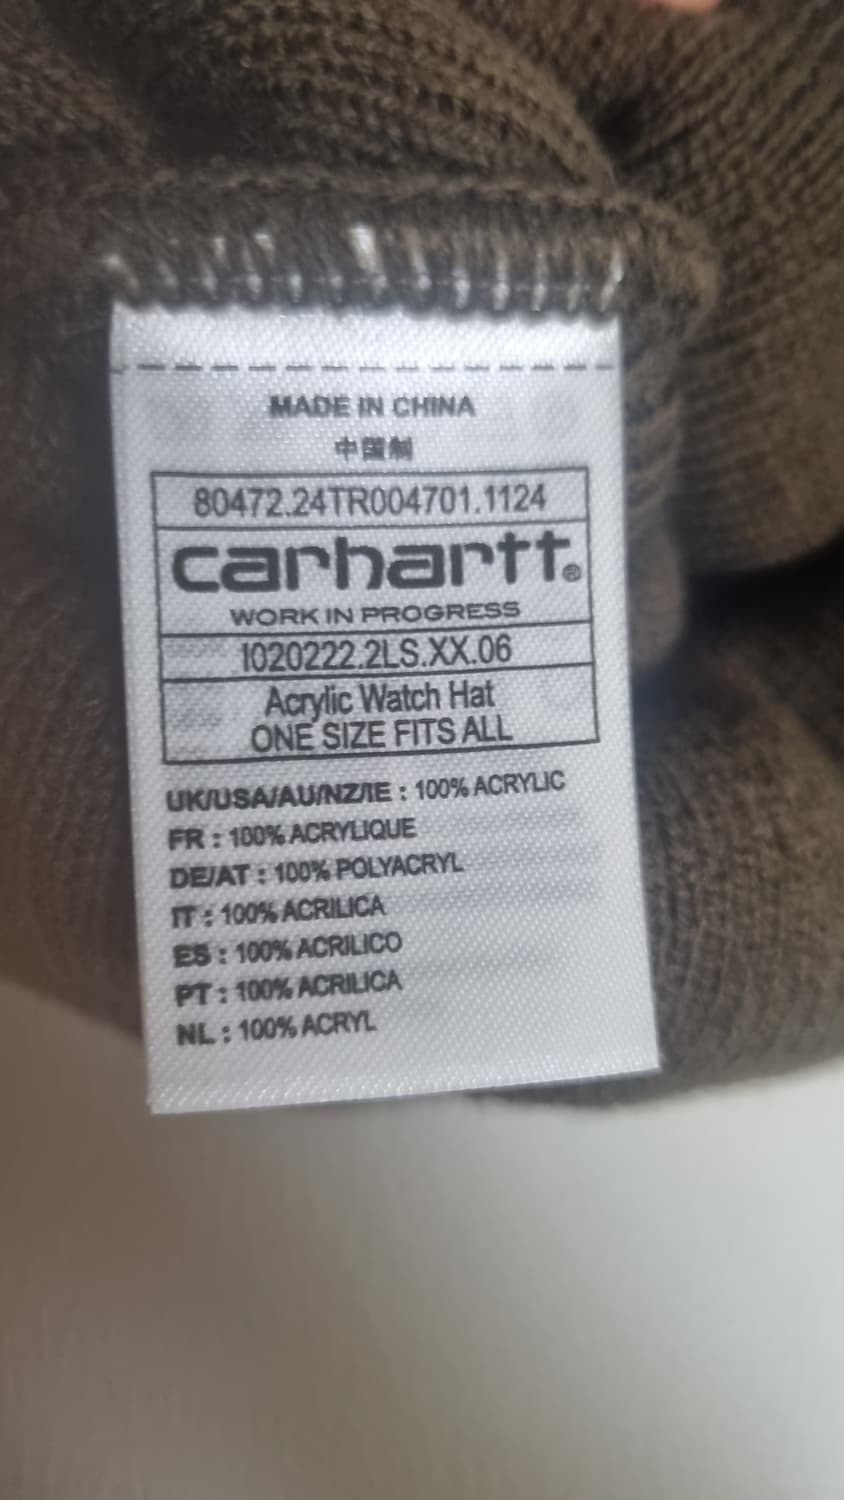 MADE IN CHINA
中国制
80472.24TR004701.1124
carhartt®
WORK IN PROGRESS
I020222.2LS.XX.06
Acrylic Watch Hat
ONE SIZE FITS ALL
UK/USA/AU/NZ/IE : 100% ACRYLIC
FR : 100% ACRYLIQUE
DE/AT : 100% POLYACRYL
IT : 100% ACRILICA
ES : 100% ACRILICO
PT : 100% ACRILICA
NL : 100% ACRYL